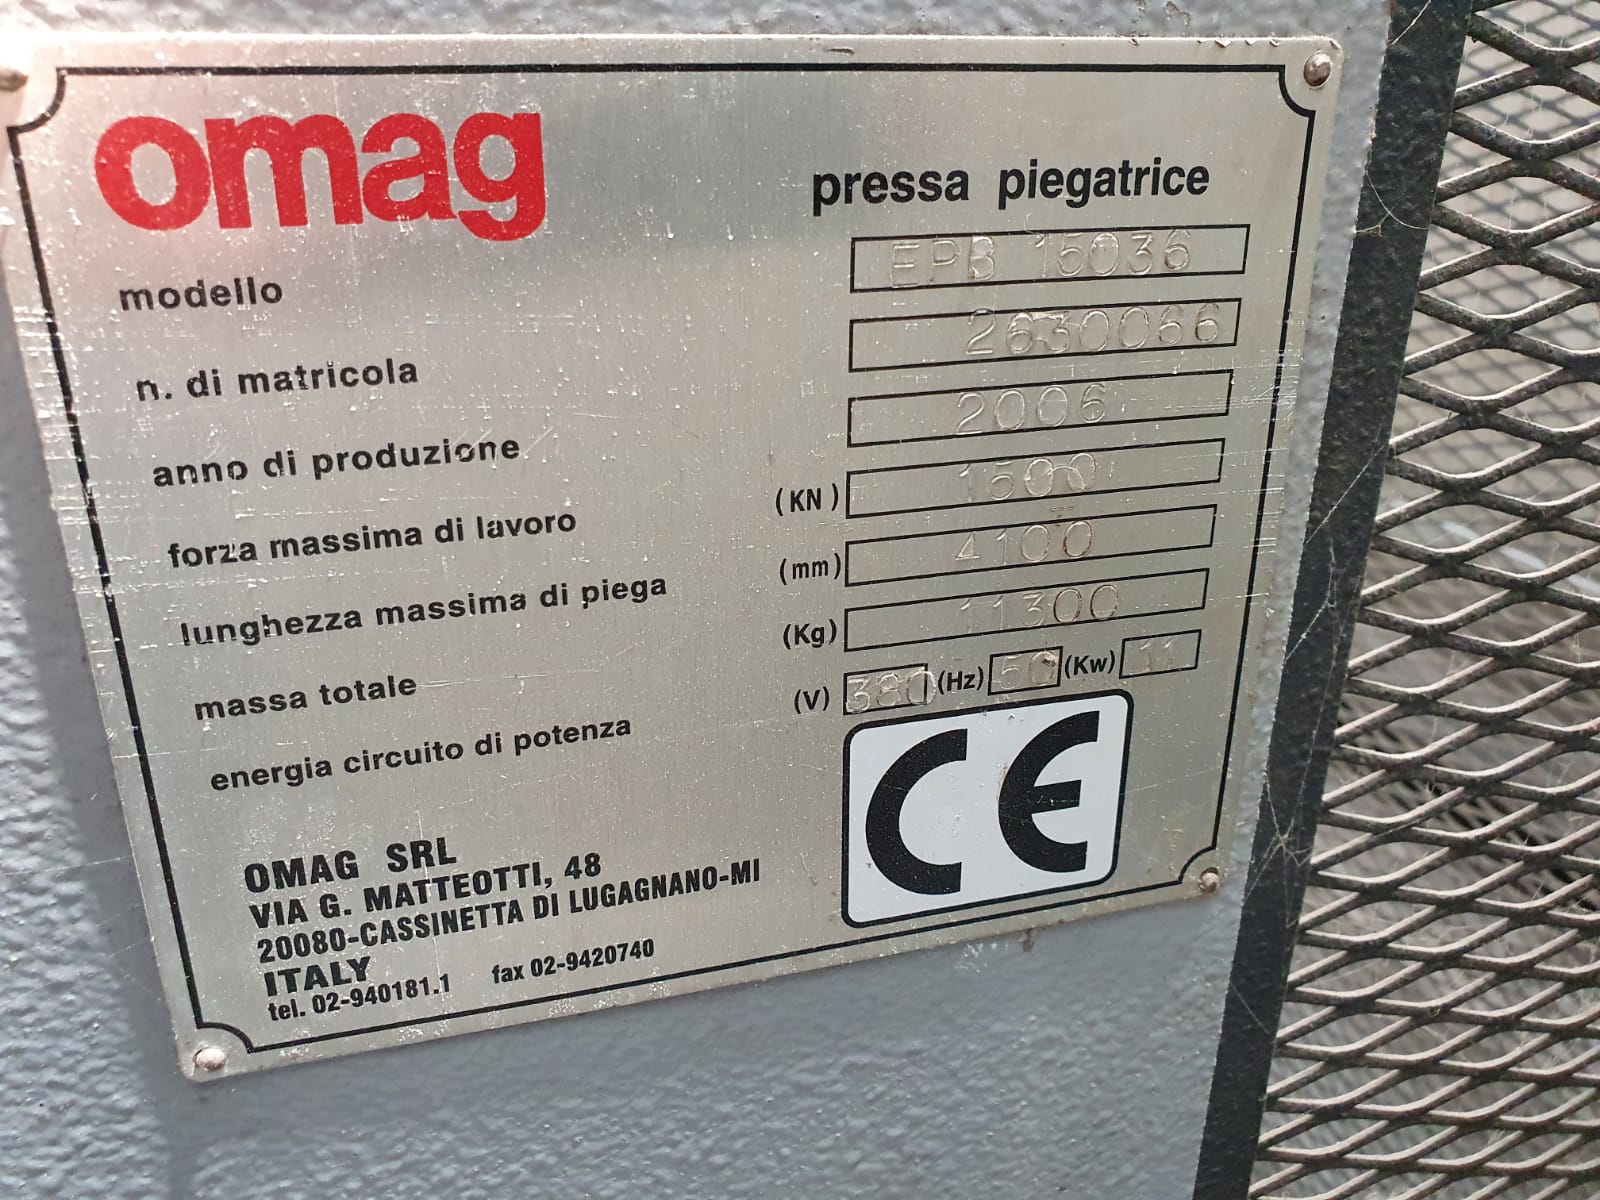 omag
pressa piegatrice
modello EPB 15036
n. di matricola 2630066
anno di produzione 2006
forza massima di lavoro (KN) 1500
lunghezza massima di piega (mm) 4100
massa totale (Kg) 11300
energia circuito di potenza (V) 380 (Hz) 50 (Kw) 11
CE
OMAG SRL
VIA G. MATTEOTTI, 48
20080-CASSINETTA DI LUGAGNANO-MI
ITALY
tel. 02-940181.1 fax 02-9420740